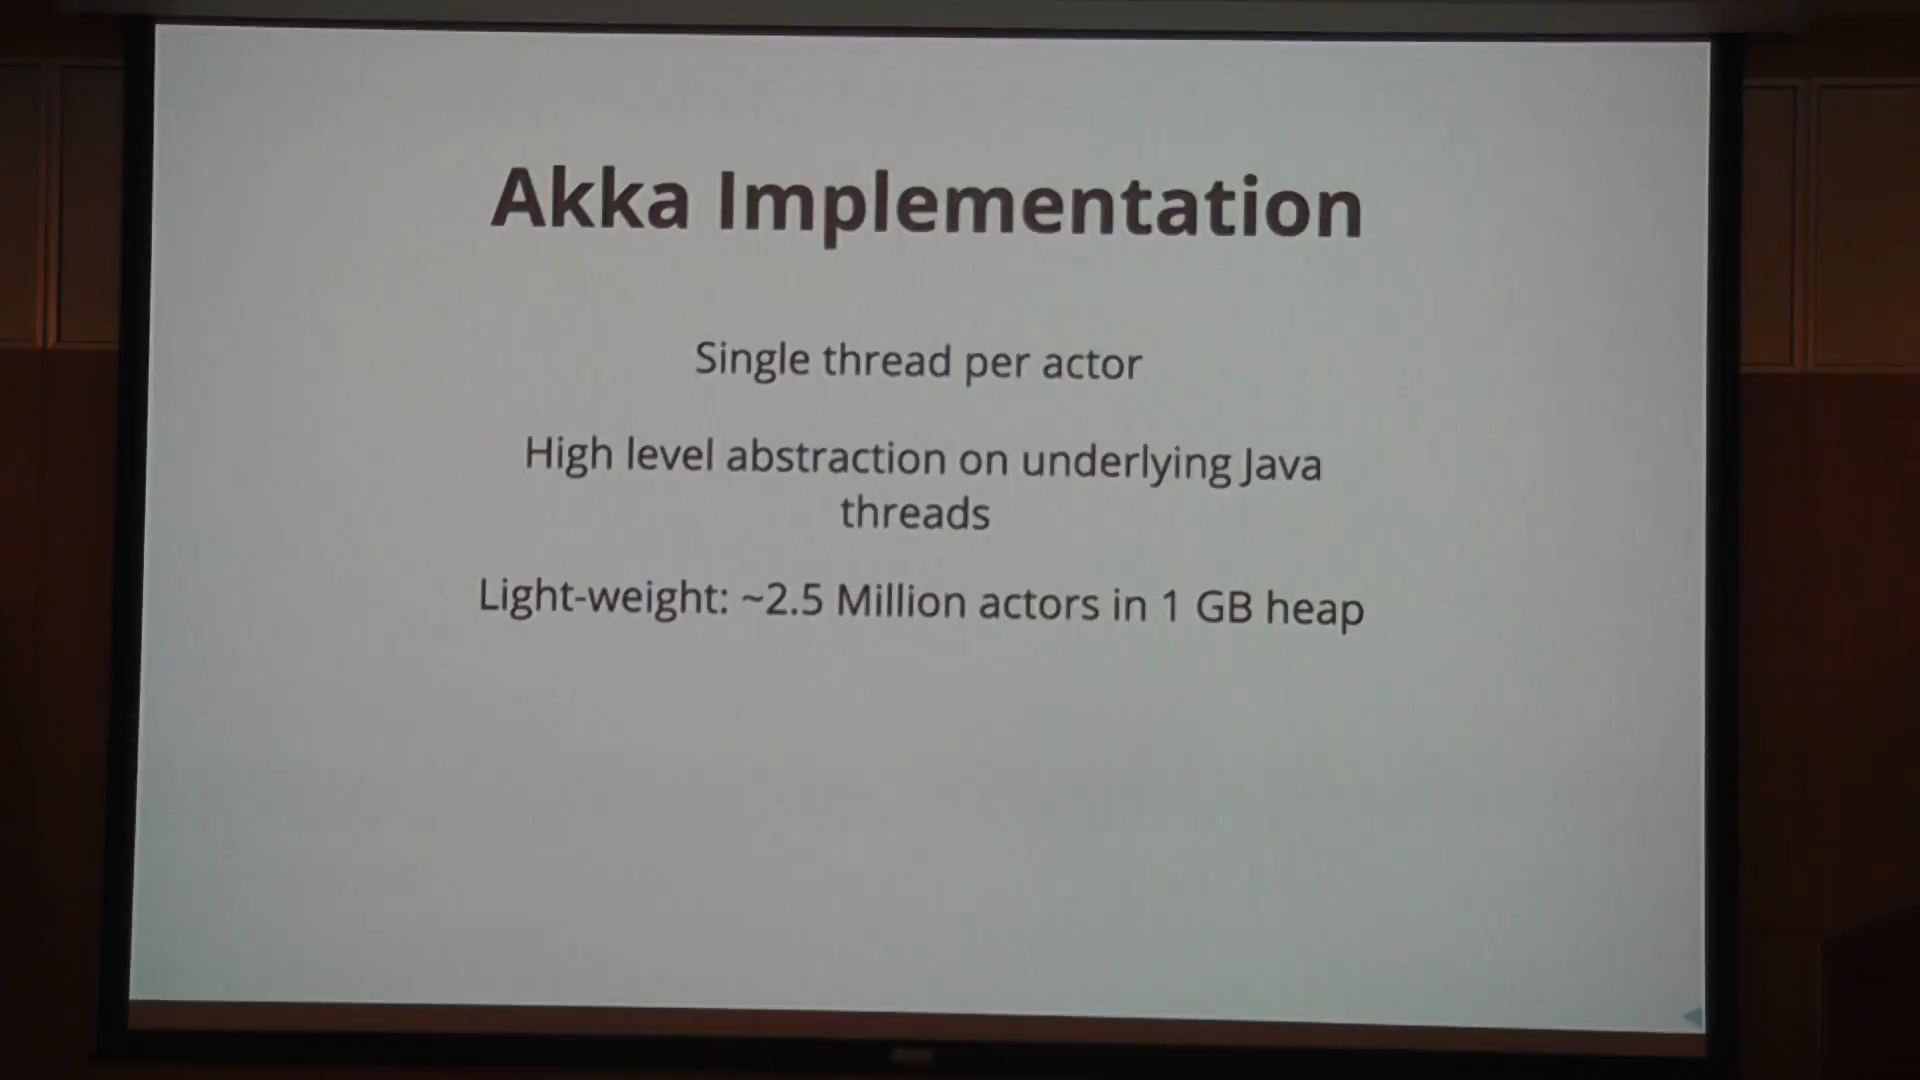 Akka Implementation
Single thread per actor
High level abstraction on underlying Java
threads
Light-weight: ~2.5 Million actors in 1 GB heap